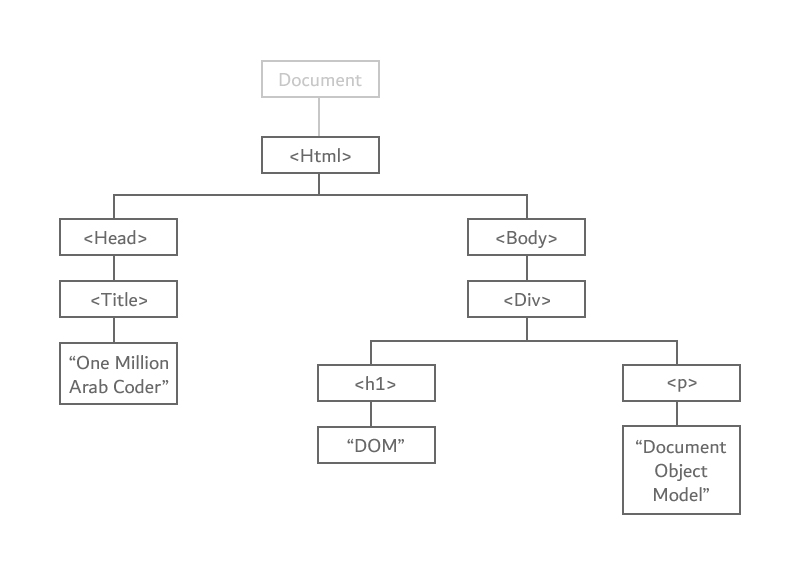 Document
<Html>
<Head>
<Body>
<Title>
<Div>
“One Million
Arab Coder”
<h1>
<p>
“DOM”
“Document
Object
Model”